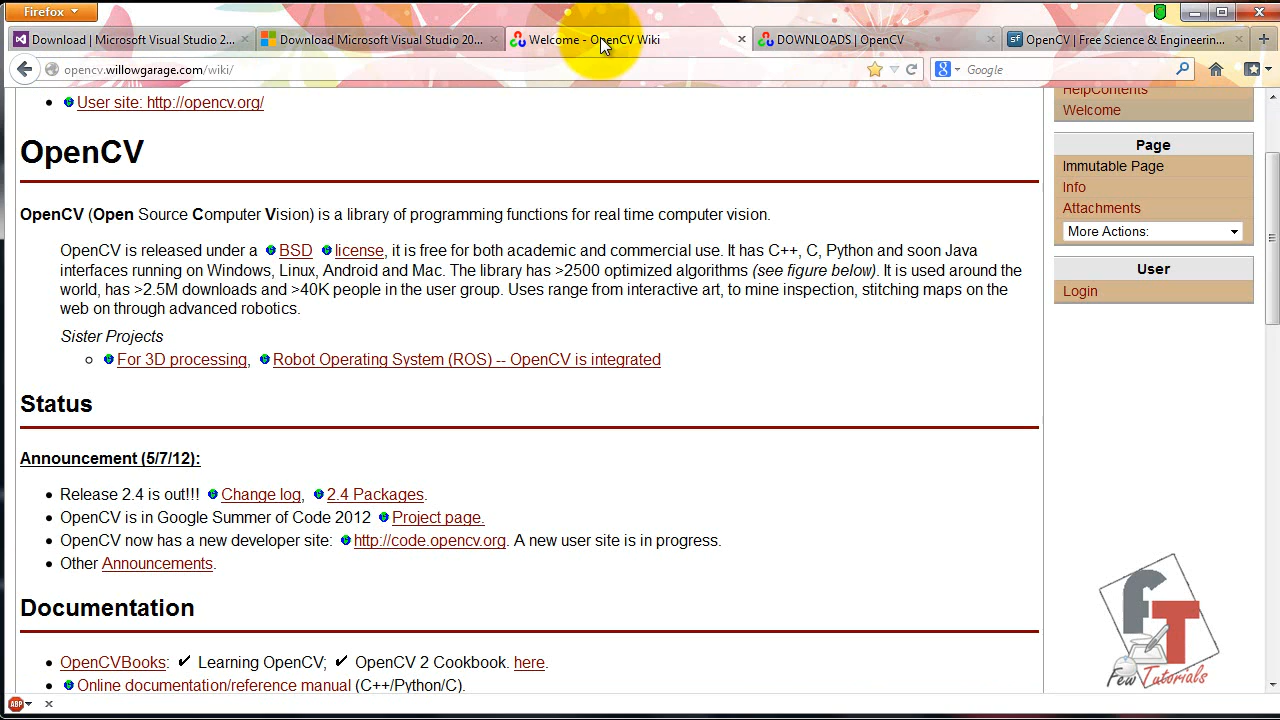 Firefox
Download | Microsoft Visual Studio 2...
Download Microsoft Visual Studio 20...
Welcome - OpenCV Wiki
DOWNLOADS | OpenCV
OpenCV | Free Science & Engineerin...
opencv.willowgarage.com/wiki/
Google
User site: http://opencv.org/
OpenCV
OpenCV (Open Source Computer Vision) is a library of programming functions for real time computer vision.
OpenCV is released under a BSD license, it is free for both academic and commercial use. It has C++, C, Python and soon Java
interfaces running on Windows, Linux, Android and Mac. The library has >2500 optimized algorithms (see figure below). It is used around the
world, has >2.5M downloads and >40K people in the user group. Uses range from interactive art, to mine inspection, stitching maps on the
web on through advanced robotics.
Sister Projects
For 3D processing, Robot Operating System (ROS) -- OpenCV is integrated
Status
Announcement (5/7/12):
Release 2.4 is out!!! Change log, 2.4 Packages.
OpenCV is in Google Summer of Code 2012 Project page.
OpenCV now has a new developer site: http://code.opencv.org. A new user site is in progress.
Other Announcements.
Documentation
OpenCVBooks: ✔ Learning OpenCV; ✔ OpenCV 2 Cookbook. here.
Online documentation/reference manual (C++/Python/C).
HelpContents
Welcome
Page
Immutable Page
Info
Attachments
More Actions:
User
Login
FT
Few Tutorials
ABP